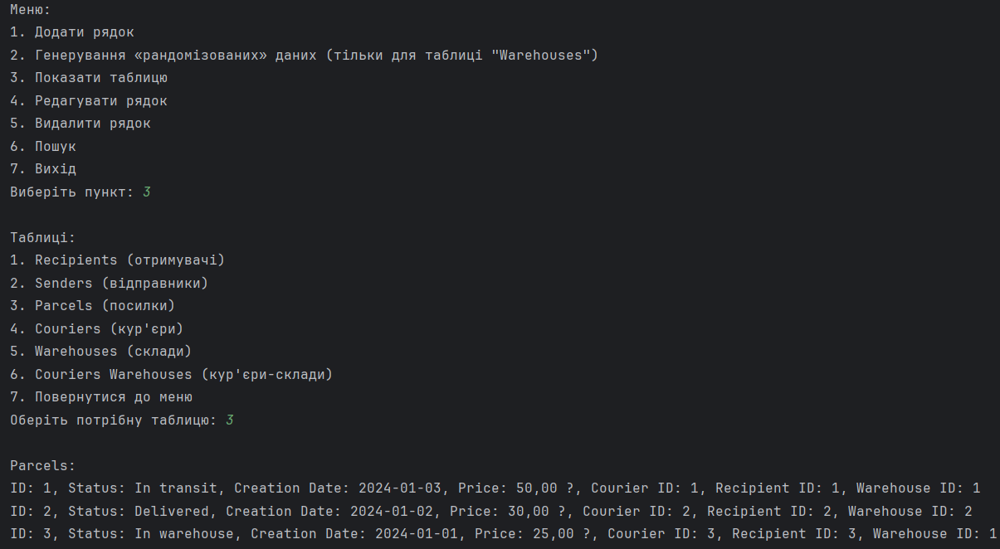 Меню:
1. Додати рядок
2. Генерування «рандомізованих» даних (тільки для таблиці "Warehouses")
3. Показати таблицю
4. Редагувати рядок
5. Видалити рядок
6. Пошук
7. Вихід
Виберіть пункт: 3
Таблиці:
1. Recipients (отримувачі)
2. Senders (відправники)
3. Parcels (посилки)
4. Couriers (кур'єри)
5. Warehouses (склади)
6. Couriers Warehouses (кур'єри-склади)
7. Повернутися до меню
Оберіть потрібну таблицю: 3
Parcels:
ID: 1, Status: In transit, Creation Date: 2024-01-03, Price: 50,00 ?, Courier ID: 1, Recipient ID: 1, Warehouse ID: 1
ID: 2, Status: Delivered, Creation Date: 2024-01-02, Price: 30,00 ?, Courier ID: 2, Recipient ID: 2, Warehouse ID: 2
ID: 3, Status: In warehouse, Creation Date: 2024-01-01, Price: 25,00 ?, Courier ID: 3, Recipient ID: 3, Warehouse ID: 1